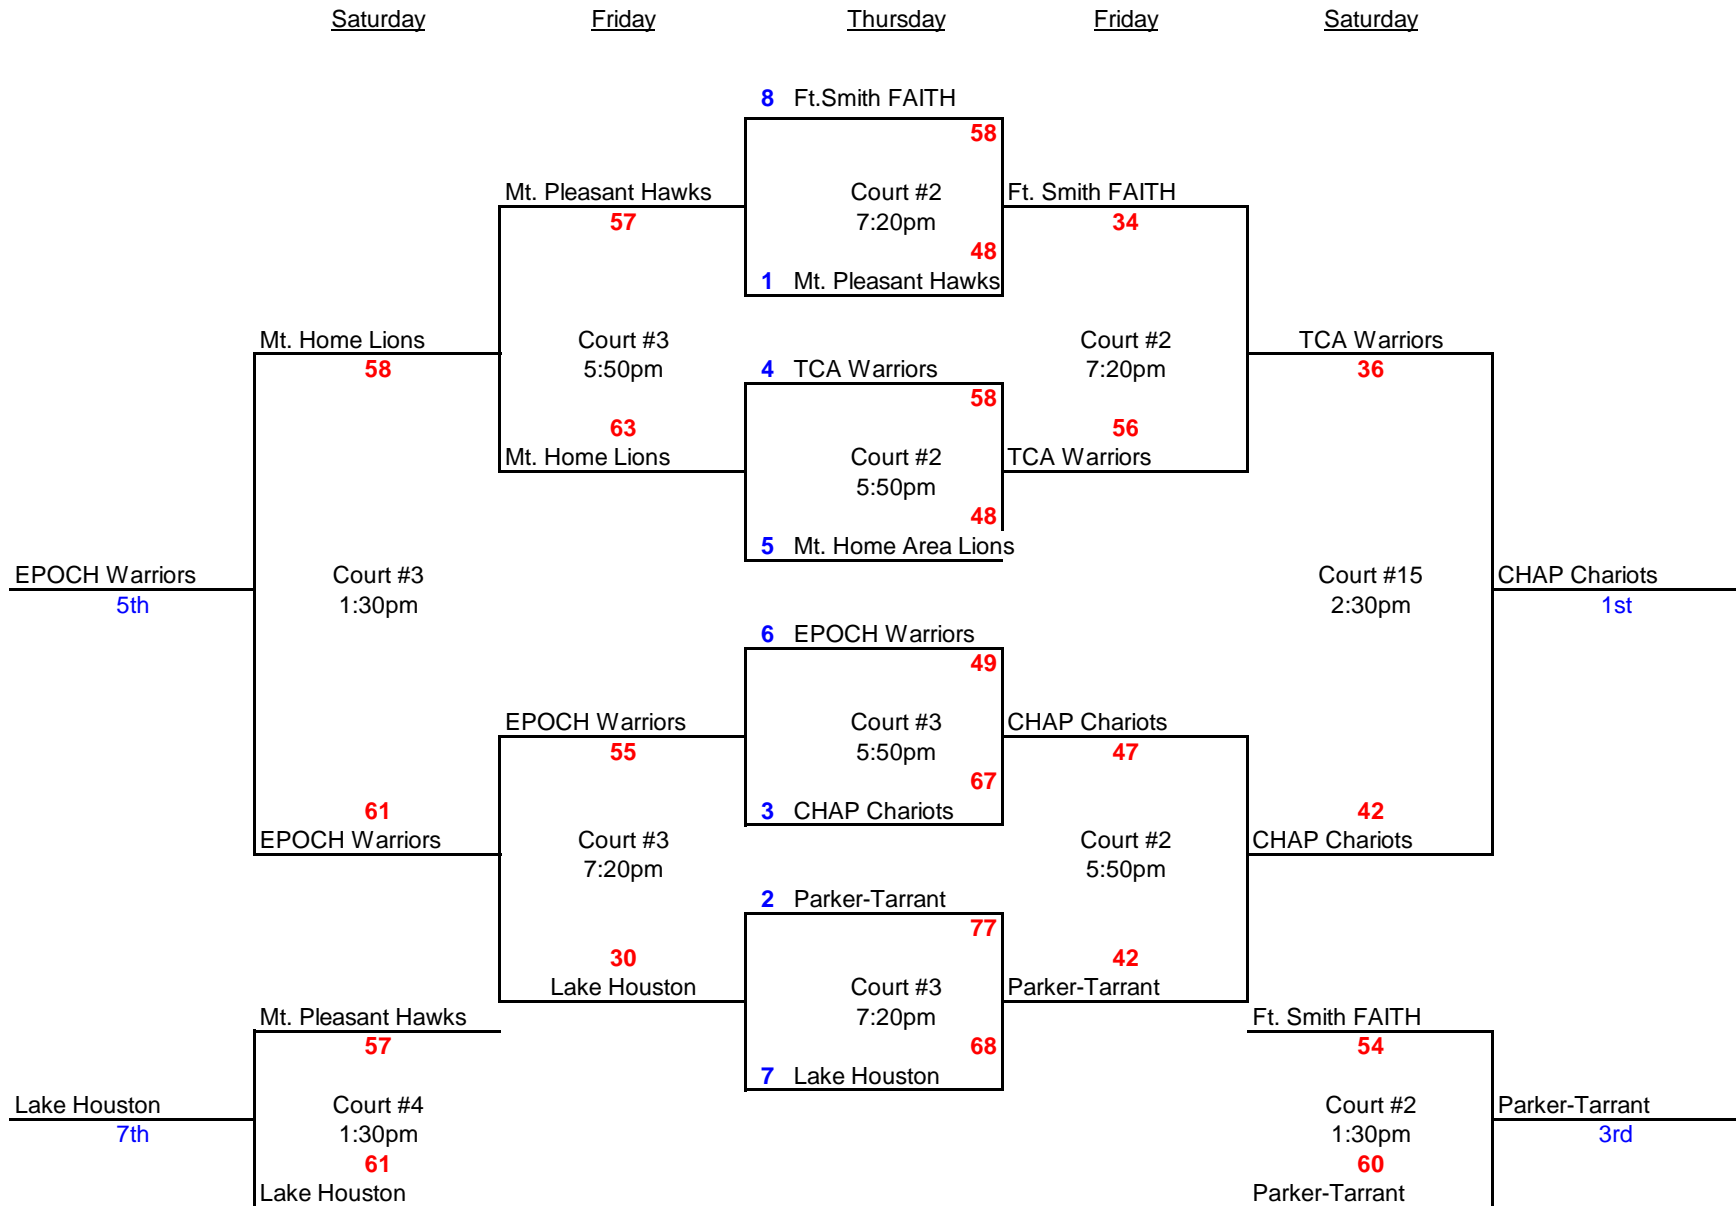 Saturday Friday Thursday Friday Saturday
8 Ft.Smith FAITH
58
Mt. Pleasant Hawks Court #2 Ft. Smith FAITH
57 7:20pm 34
48
1 Mt. Pleasant Hawks
Mt. Home Lions Court #3 Court #2 TCA Warriors
58 5:50pm 4 TCA Warriors 7:20pm 36
58
63 56
Mt. Home Lions Court #2 TCA Warriors
5:50pm
48
5 Mt. Home Area Lions
EPOCH Warriors Court #3 Court #15 CHAP Chariots
5th 1:30pm 2:30pm 1st
6 EPOCH Warriors
49
EPOCH Warriors Court #3 CHAP Chariots
55 5:50pm 47
67
61 3 CHAP Chariots 42
EPOCH Warriors Court #3 Court #2 CHAP Chariots
7:20pm 5:50pm
2 Parker-Tarrant
77
30 42
Lake Houston Court #3 Parker-Tarrant
Mt. Pleasant Hawks 7:20pm Ft. Smith FAITH
57 68 54
7 Lake Houston
Lake Houston Court #4 Court #2 Parker-Tarrant
7th 1:30pm 1:30pm 3rd
61 60
Lake Houston Parker-Tarrant